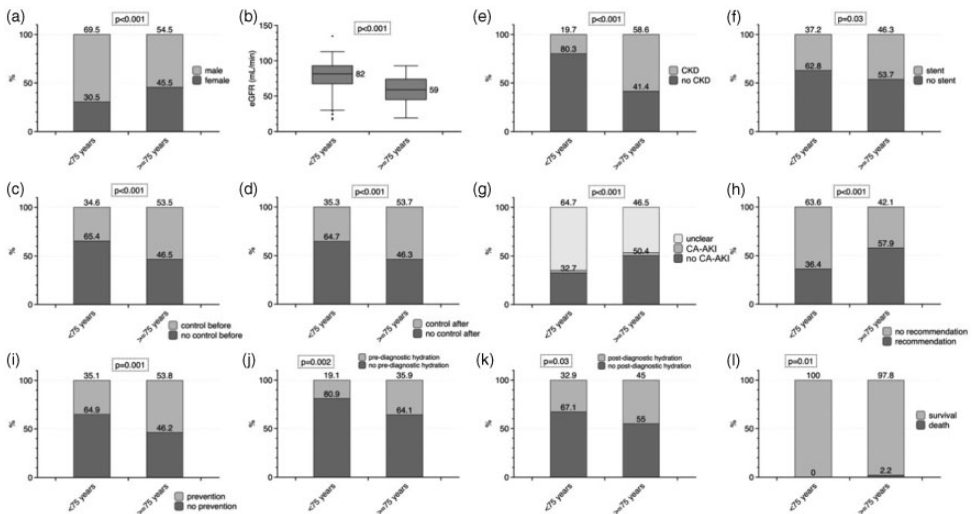 (a)
p<0.001
69.5 54.5
100
50
0
%
30.5
45.5
male
female
<75 years
>=75 years
(b)
p<0.001
150
100
50
0
eGFR (mL/min)
82
59
<75 years
>=75 years
(e)
p<0.001
19.7 58.6
100
50
0
%
80.3
41.4
CKD
no CKD
<75 years
>=75 years
(f)
p=0.03
37.2 46.3
100
50
0
%
62.8
53.7
stent
no stent
<75 years
>=75 years
(c)
p<0.001
34.6 53.5
100
50
0
%
65.4
46.5
<75 years
>=75 years
control before
no control before
(d)
p<0.001
35.3 53.7
100
50
0
%
64.7
46.3
<75 years
>=75 years
control after
no control after
(g)
p<0.001
64.7 46.5
100
50
0
%
32.7
50.4
unclear
CA-AKI
no CA-AKI
<75 years
>=75 years
(h)
p<0.001
63.6 42.1
100
50
0
%
36.4
57.9
<75 years
>=75 years
no recommendation
recommendation
(i)
p=0.001
35.1 53.8
100
50
0
%
64.9
46.2
<75 years
>=75 years
prevention
no prevention
(j)
p=0.002
pre-diagnostic hydration
no pre-diagnostic hydration
19.1 35.9
100
50
0
%
80.9
64.1
<75 years
>=75 years
(k)
p=0.03
post-diagnostic hydration
no post-diagnostic hydration
32.9 45
100
50
0
%
67.1
55
<75 years
>=75 years
(l)
p=0.01
100 97.8
100
50
0
%
0
2.2
survival
death
<75 years
>=75 years